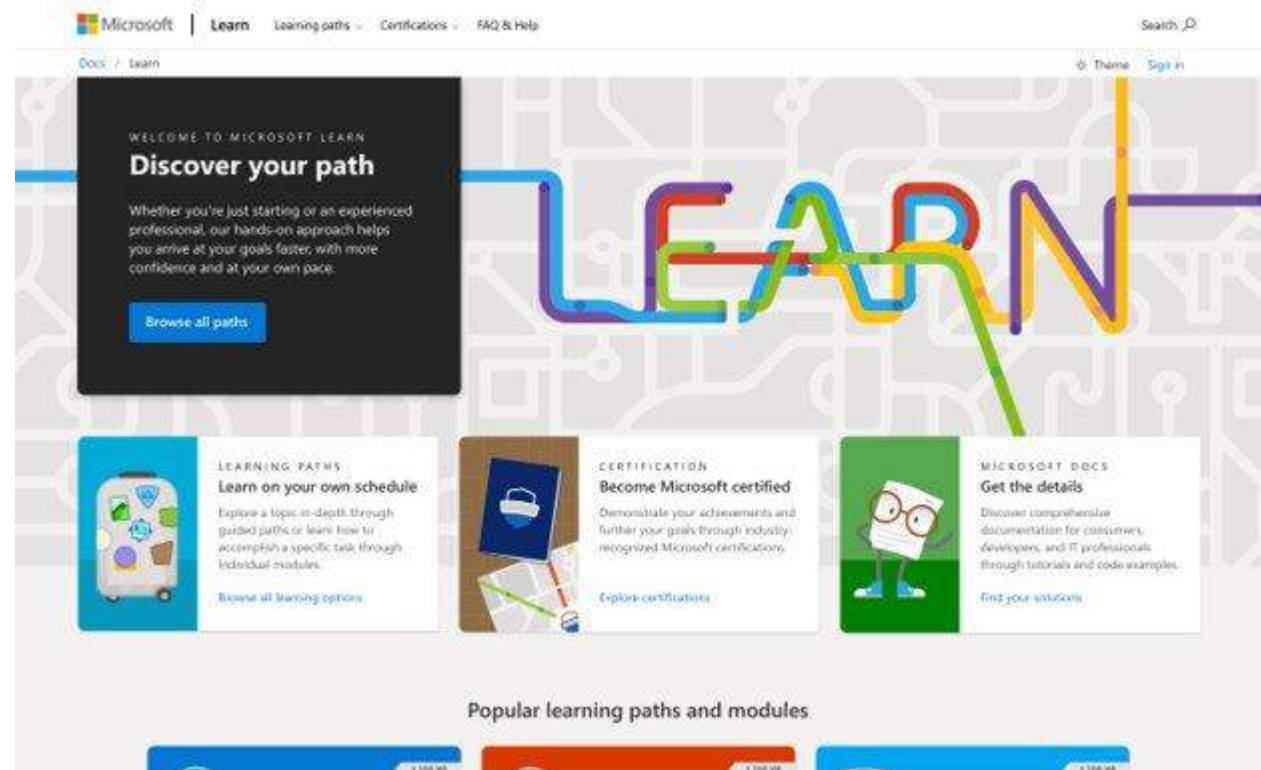 Microsoft Learn Learning paths Certifications FAQ & Help Search
Docs / Learn Theme Sign in
WELCOME TO MICROSOFT LEARN
Discover your path
Whether you're just starting or an experienced
professional, our hands-on approach helps
you arrive at your goals faster, with more
confidence and at your own pace.
Browse all paths
LEARN
LEARNING PATHS
Learn on your own schedule
Explore a topic in-depth through
guided paths or learn how to
accomplish a specific task through
individual modules.
Browse all learning options
CERTIFICATION
Become Microsoft certified
Demonstrate your achievements and
further your goals through industry-
recognized Microsoft certifications.
Explore certifications
MICROSOFT DOCS
Get the details
Discover comprehensive
documentation for consumers,
developers, and IT professionals
through tutorials and code examples.
Find your solutions
Popular learning paths and modules